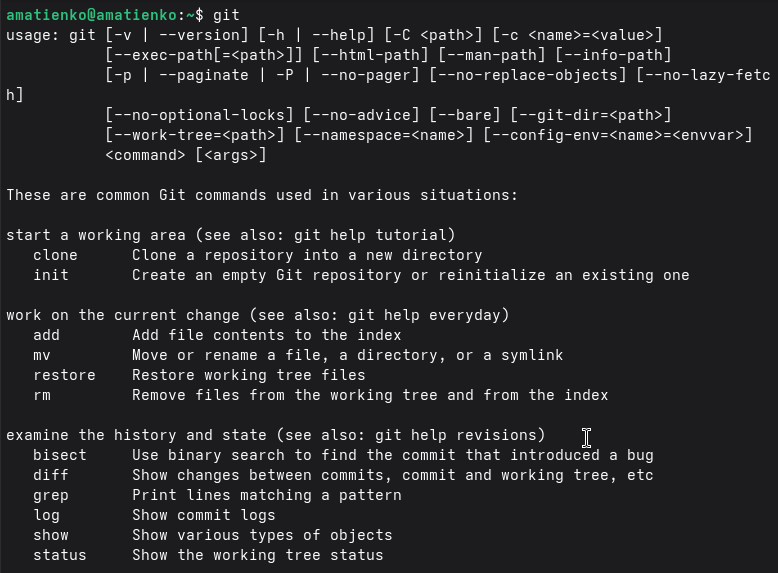 amatienko@amatienko:~$ git
usage: git [-v | --version] [-h | --help] [-C <path>] [-c <name>=<value>]
           [--exec-path[=<path>]] [--html-path] [--man-path] [--info-path]
           [-p | --paginate | -P | --no-pager] [--no-replace-objects] [--no-lazy-fetc
h]
           [--no-optional-locks] [--no-advice] [--bare] [--git-dir=<path>]
           [--work-tree=<path>] [--namespace=<name>] [--config-env=<name>=<envvar>]
           <command> [<args>]

These are common Git commands used in various situations:

start a working area (see also: git help tutorial)
   clone      Clone a repository into a new directory
   init       Create an empty Git repository or reinitialize an existing one

work on the current change (see also: git help everyday)
   add        Add file contents to the index
   mv         Move or rename a file, a directory, or a symlink
   restore    Restore working tree files
   rm         Remove files from the working tree and from the index

examine the history and state (see also: git help revisions)
   bisect     Use binary search to find the commit that introduced a bug
   diff       Show changes between commits, commit and working tree, etc
   grep       Print lines matching a pattern
   log        Show commit logs
   show       Show various types of objects
   status     Show the working tree status